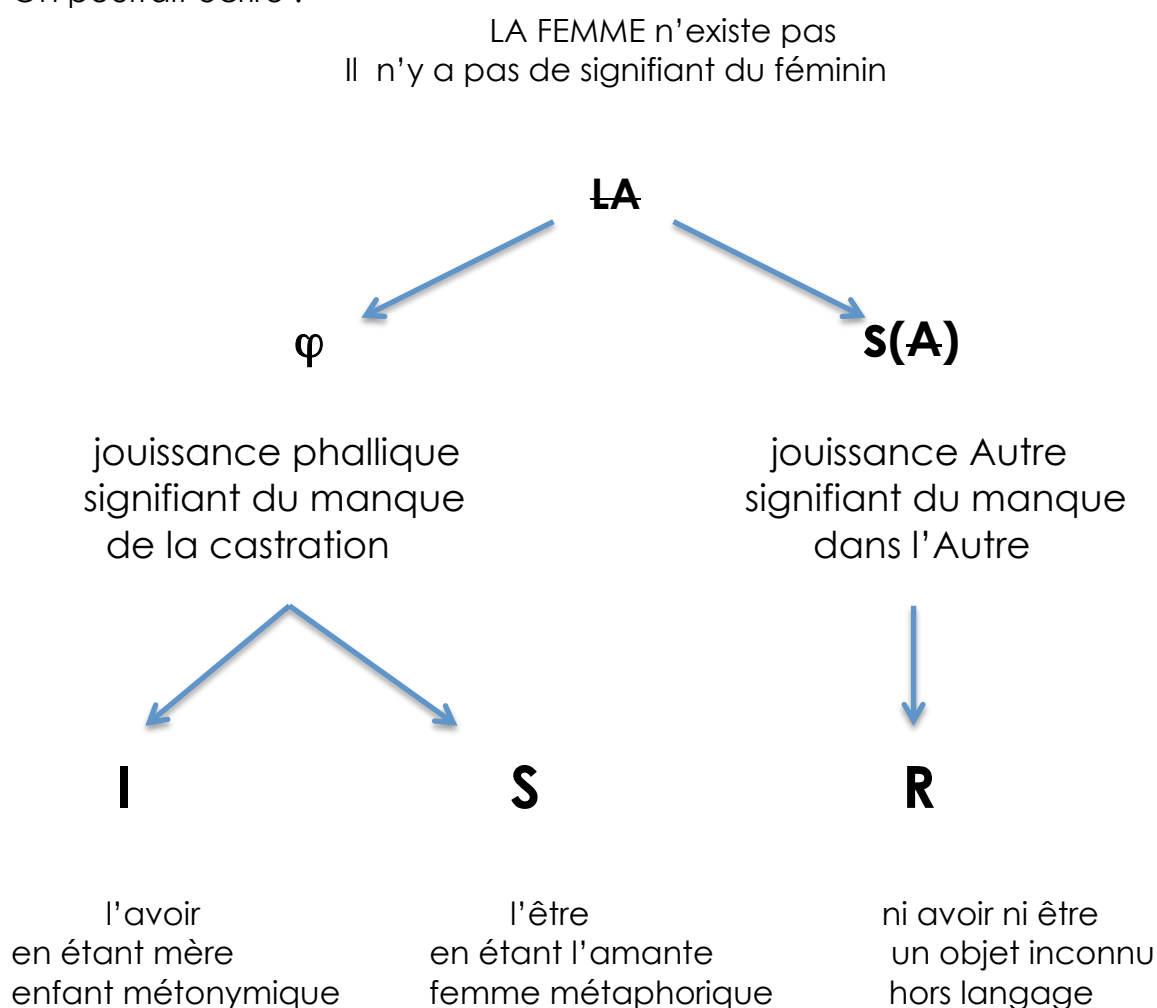 LA FEMME n’existe pas
Il n’y a pas de signifiant du féminin
LA
φ s(A)
jouissance phallique jouissance Autre
signifiant du manque signifiant du manque
de la castration dans l’Autre
I S R
l’avoir l’être ni avoir ni être
en étant mère en étant l’amante un objet inconnu
enfant métonymique femme métaphorique hors langage